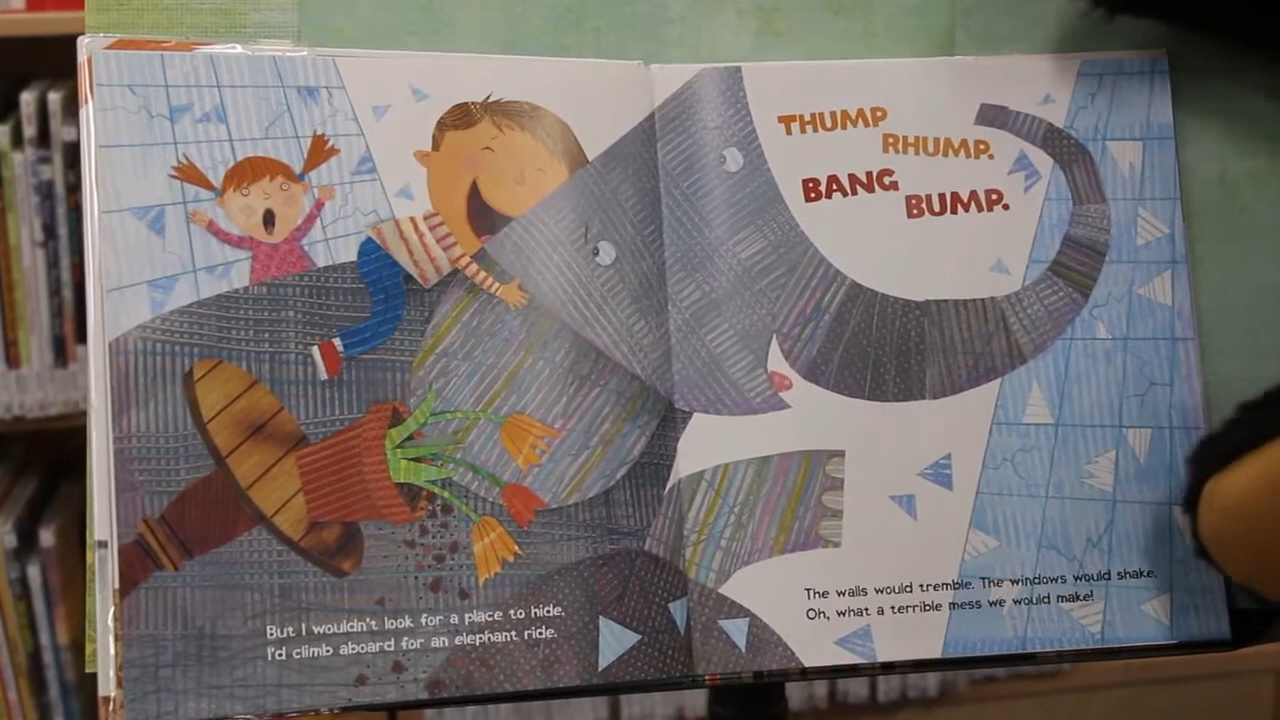 But I wouldn't look for a place to hide,
I'd climb aboard for an elephant ride.
THUMP
RHUMP.
BANG
BUMP.
The walls would tremble. The windows would shake.
Oh, what a terrible mess we would make!